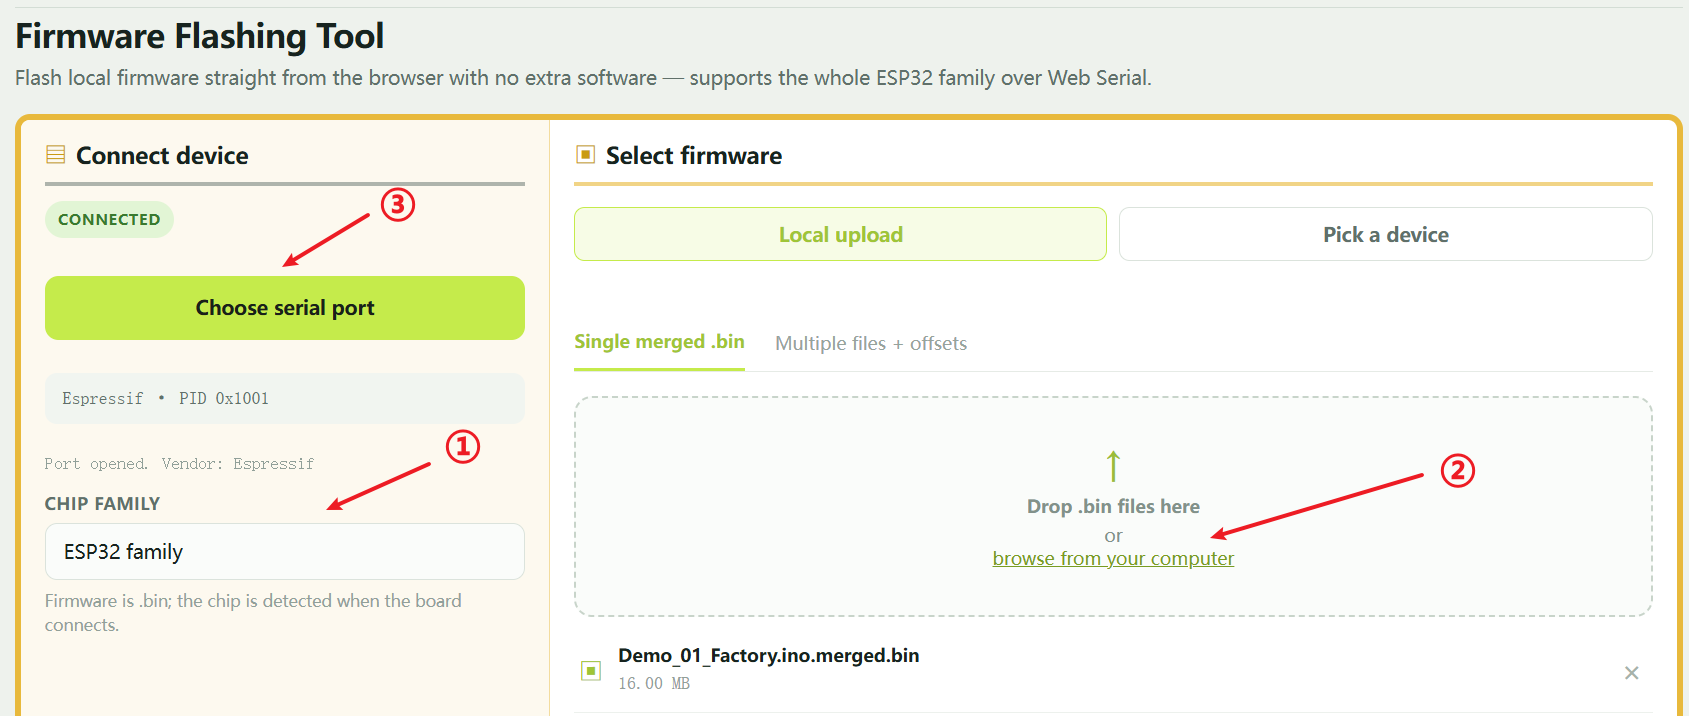 Firmware Flashing Tool
Flash local firmware straight from the browser with no extra software — supports the whole ESP32 family over Web Serial.
Connect device
③
CONNECTED
Choose serial port
Espressif • PID 0x1001
①
Port opened. Vendor: Espressif
CHIP FAMILY
ESP32 family
Firmware is .bin; the chip is detected when the board
connects.
Select firmware
Local upload
Pick a device
Single merged .bin
Multiple files + offsets
↑
②
Drop .bin files here
or
browse from your computer
Demo_01_Factory.ino.merged.bin
16.00 MB
×